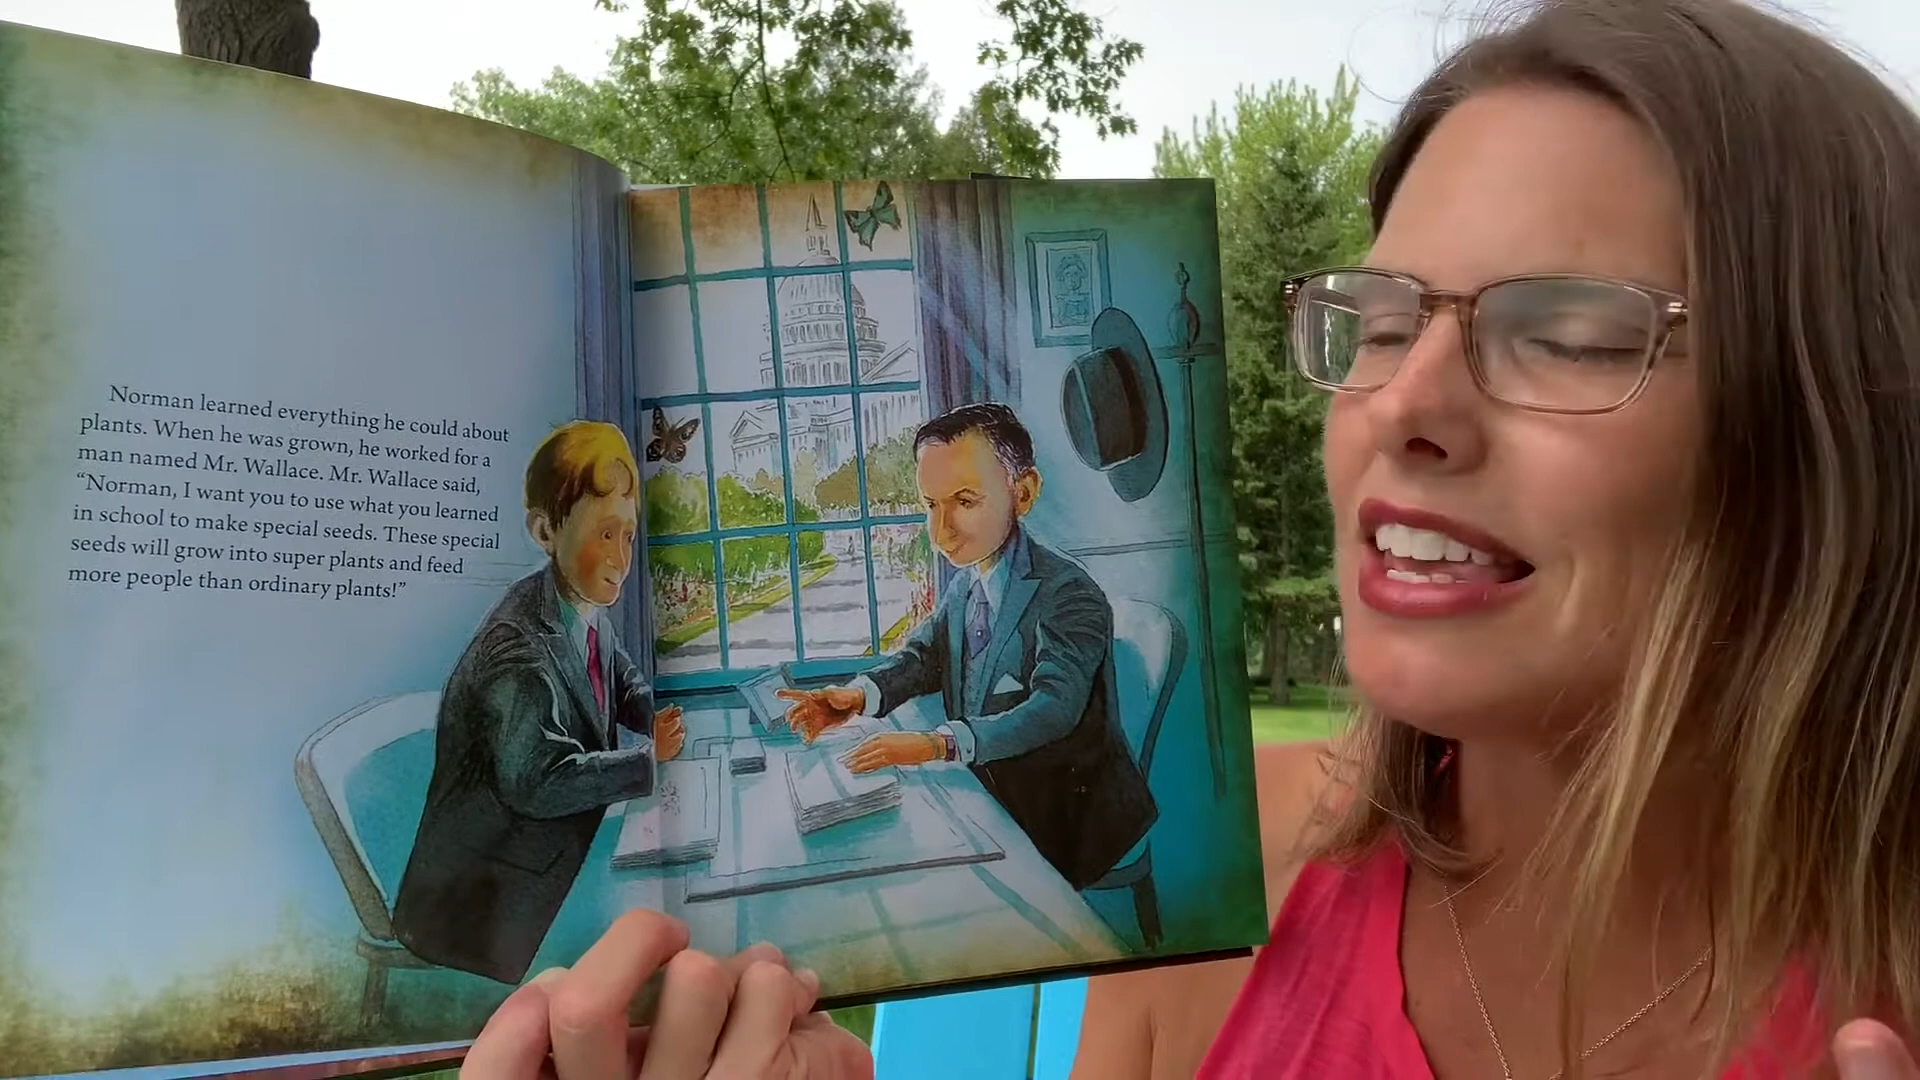 Norman learned everything he could about
plants. When he was grown, he worked for a
man named Mr. Wallace. Mr. Wallace said,
“Norman, I want you to use what you learned
in school to make special seeds. These special
seeds will grow into super plants and feed
more people than ordinary plants!”